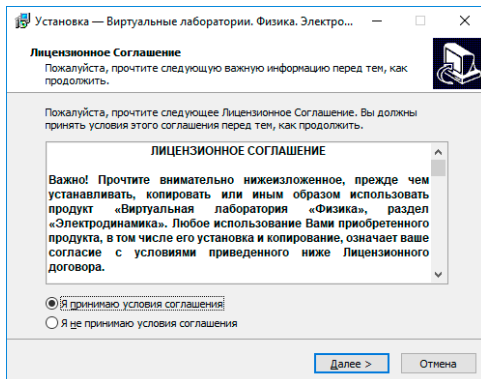 Установка — Виртуальные лаборатории. Физика. Электро...
Лицензионное Соглашение
Пожалуйста, прочтите следующую важную информацию перед тем, как
продолжить.
Пожалуйста, прочтите следующее Лицензионное Соглашение. Вы должны
принять условия этого соглашения перед тем, как продолжить.
ЛИЦЕНЗИОННОЕ СОГЛАШЕНИЕ
Важно! Прочтите внимательно нижеизложенное, прежде чем
устанавливать, копировать или иным образом использовать
продукт «Виртуальная лаборатория «Физика», раздел
«Электродинамика». Любое использование Вами приобретенного
продукта, в том числе его установка и копирование, означает ваше
согласие с условиями приведенного ниже Лицензионного
договора.
Я принимаю условия соглашения
Я не принимаю условия соглашения
Далее >
Отмена